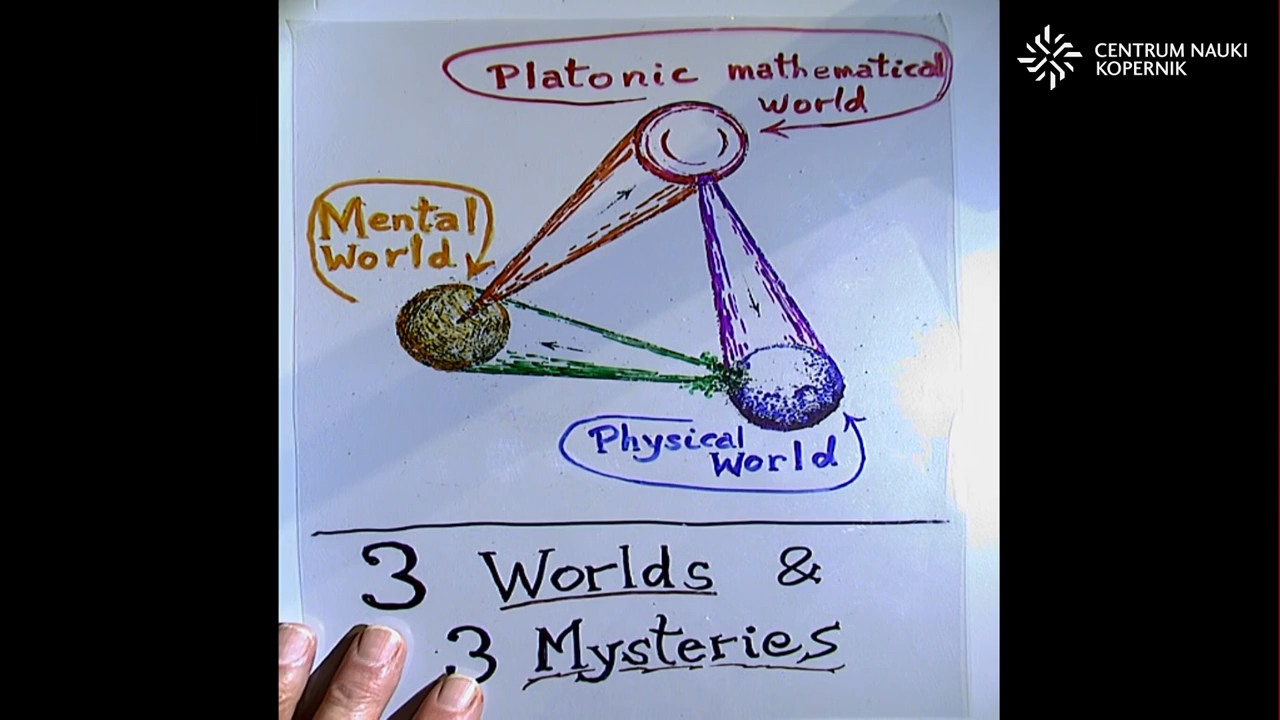 Platonic mathematical
world
Mental
World
Physical
World
3 Worlds &
3 Mysteries
CENTRUM NAUKI
KOPERNIK